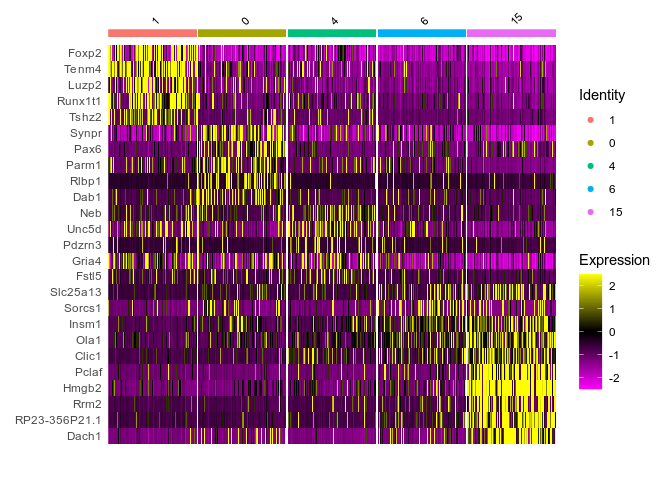 1 0 4 6 15
Foxp2
Tenm4
Luzp2
Runx1t1
Tshz2
Synpr
Pax6
Parm1
Rlbp1
Dab1
Neb
Unc5d
Pdzrn3
Gria4
Fstl5
Slc25a13
Sorcs1
Insm1
Ola1
Clic1
Pclaf
Hmgb2
Rrm2
RP23-356P21.1
Dach1
Identity
1
0
4
6
15
Expression
2
1
0
-1
-2